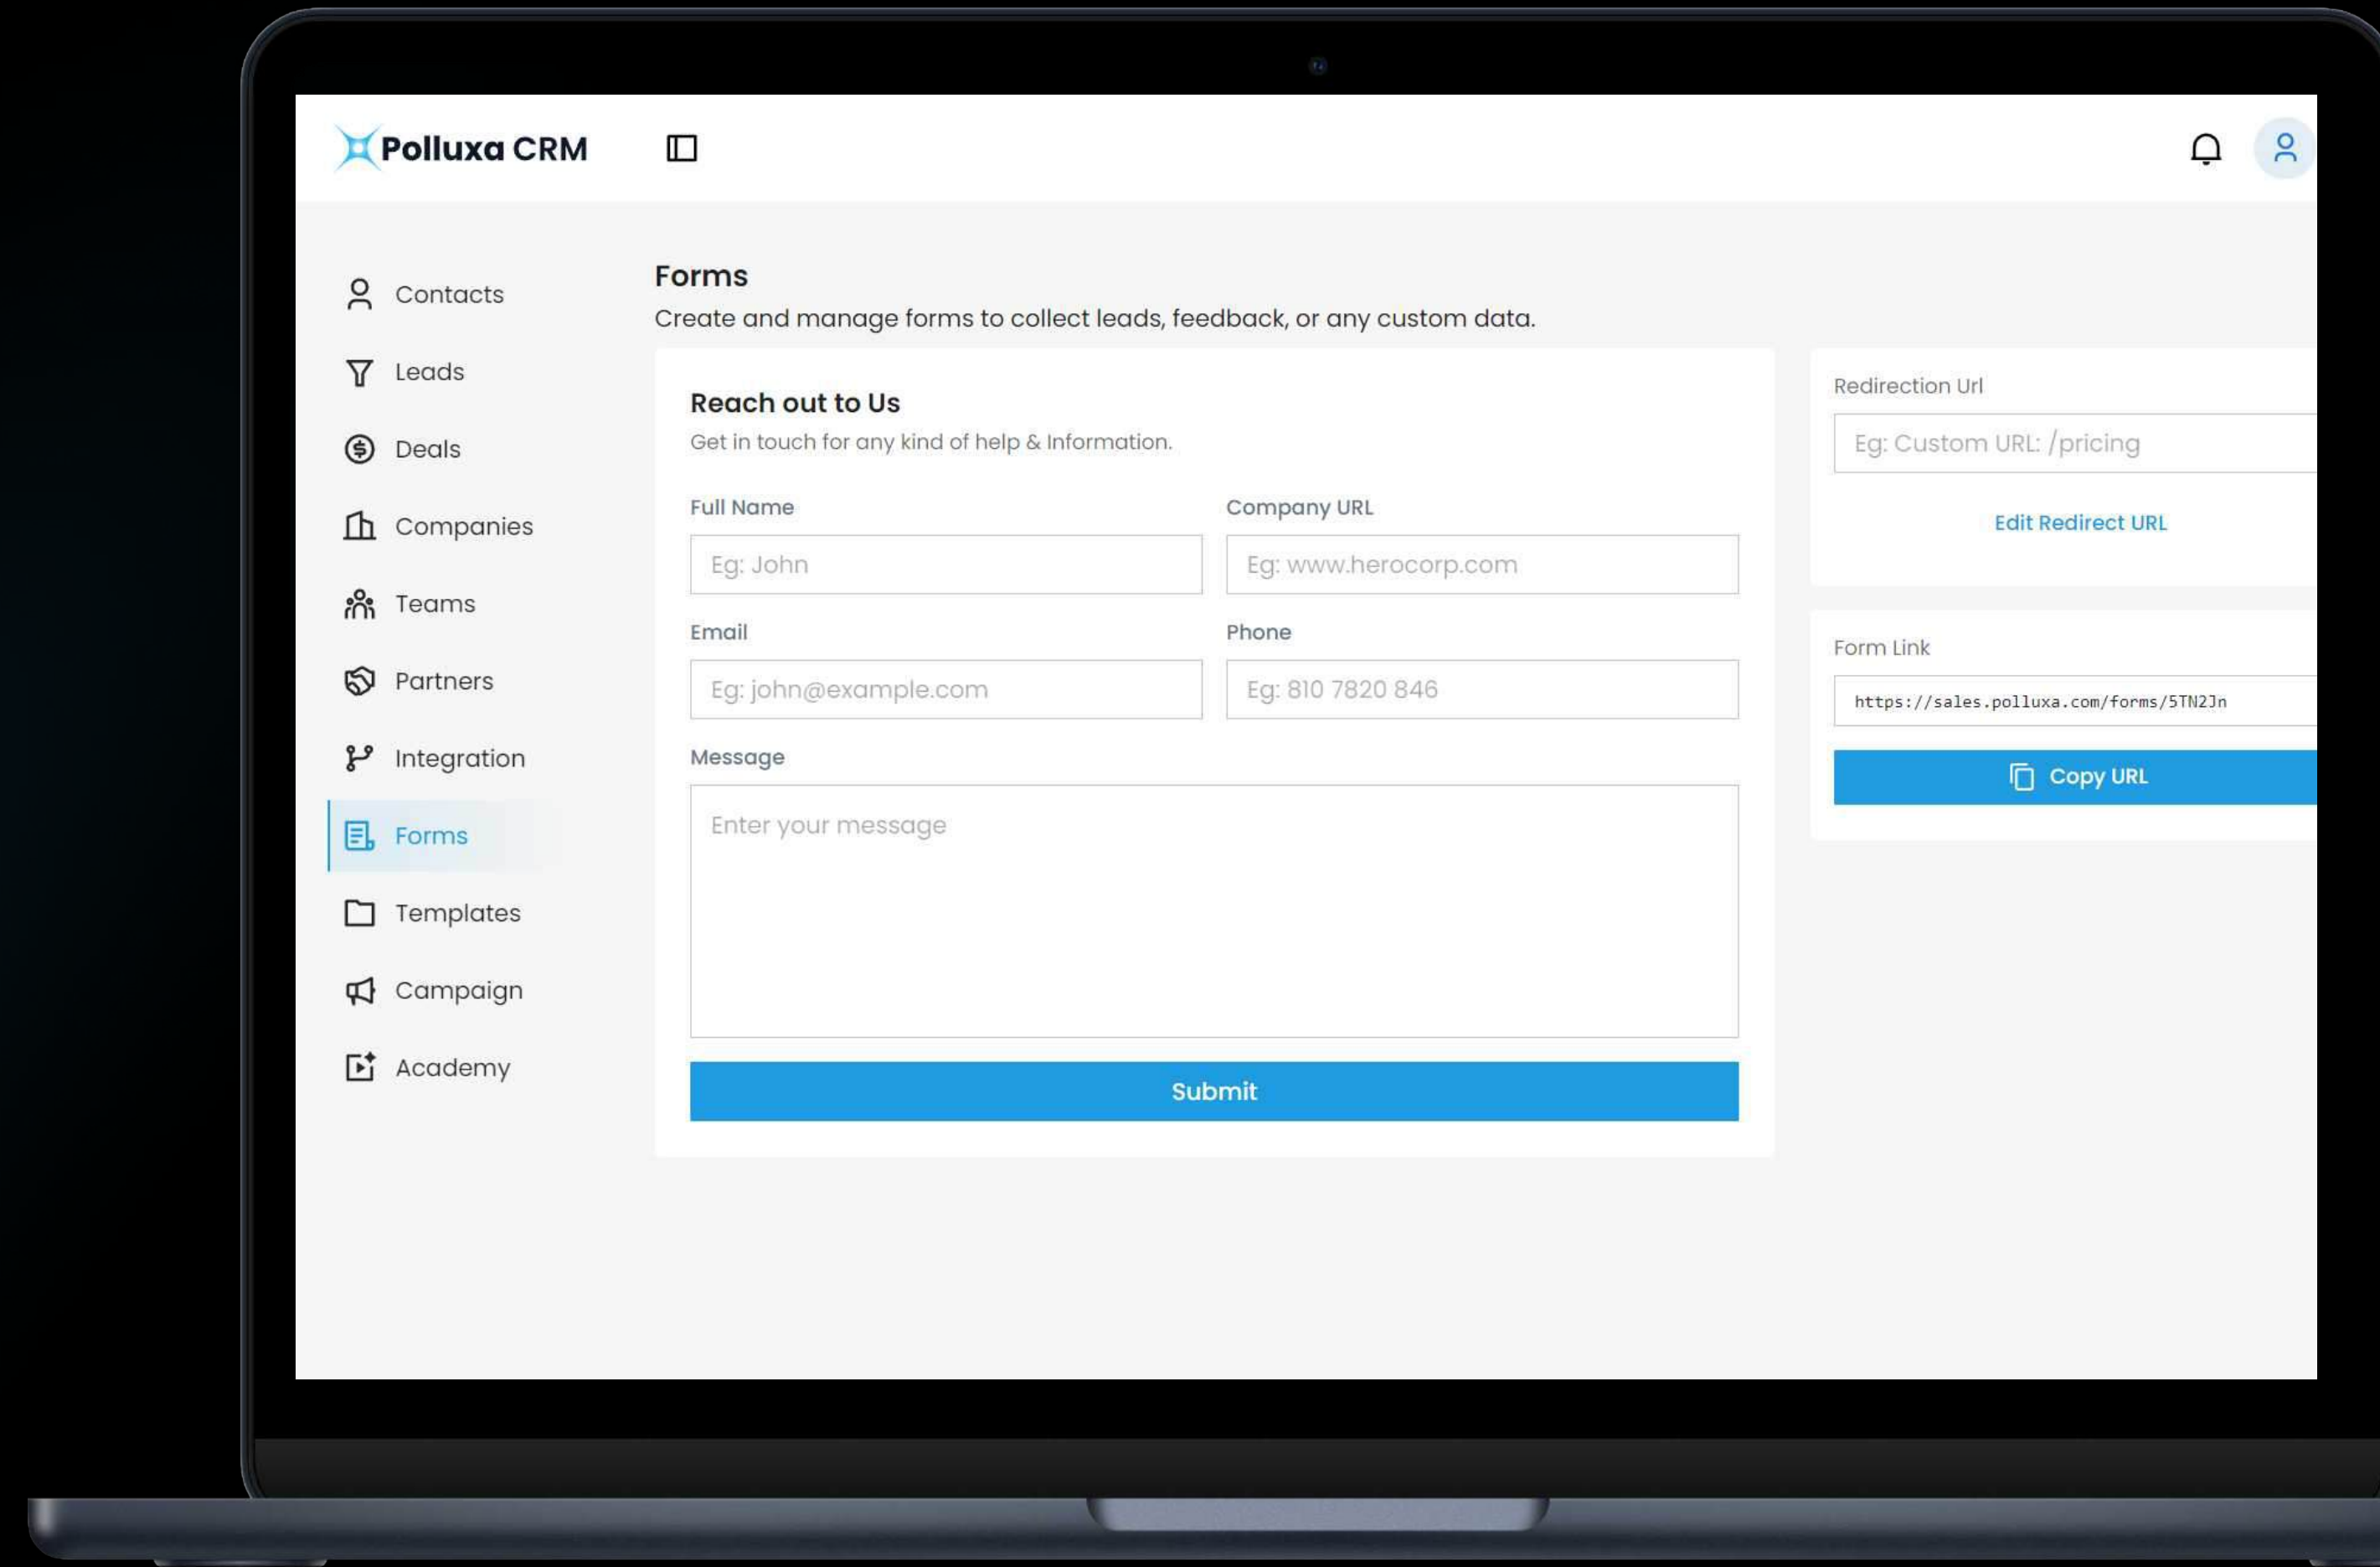 Polluxa CRM
Contacts
Leads
Deals
Companies
Teams
Partners
Integration
Forms
Templates
Campaign
Academy
Forms
Create and manage forms to collect leads, feedback, or any custom data.
Reach out to Us
Get in touch for any kind of help & Information.
Full Name
Company URL
Eg: John
Eg: www.herocorp.com
Email
Phone
Eg: john@example.com
Eg: 810 7820 846
Message
Enter your message
Submit
Redirection Url
Eg: Custom URL: /pricing
Edit Redirect URL
Form Link
https://sales.polluxa.com/forms/5TN2Jn
Copy URL